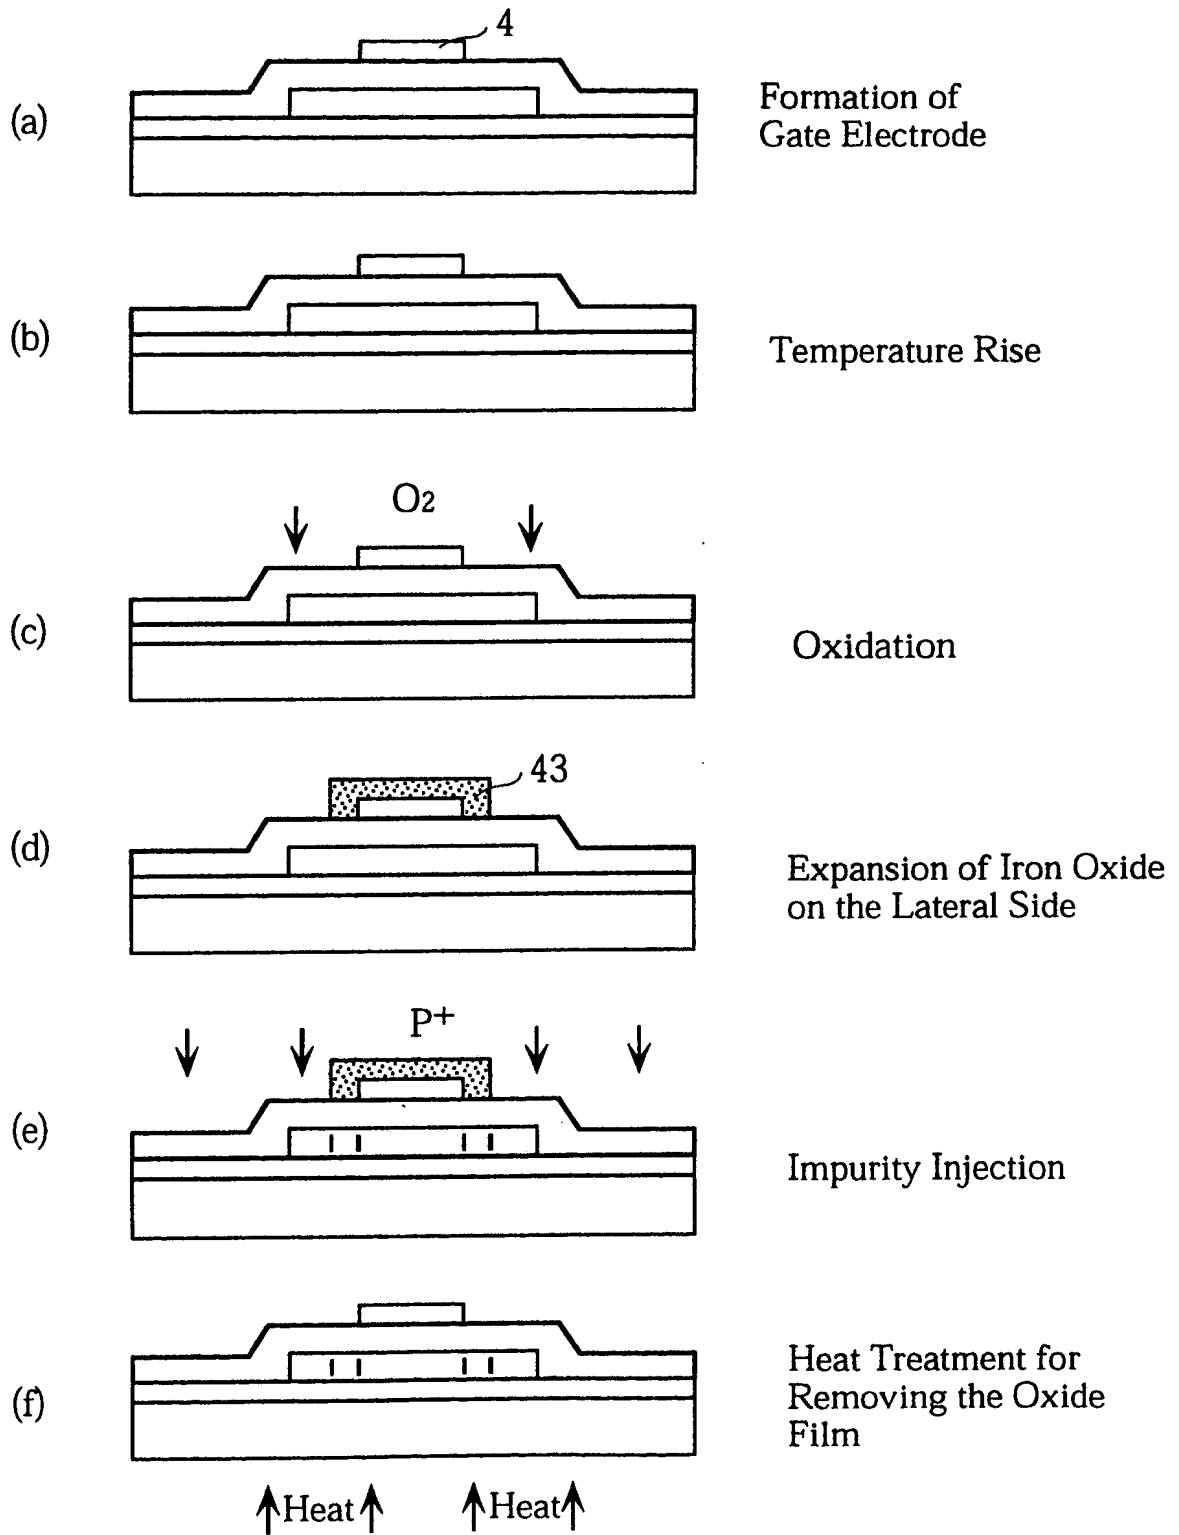 4
(a)
Formation of
Gate Electrode
(b)
Temperature Rise
O2
(c)
Oxidation
43
(d)
Expansion of Iron Oxide
on the Lateral Side
P+
(e)
Impurity Injection
(f)
Heat Treatment for
Removing the Oxide
Film
Heat Heat